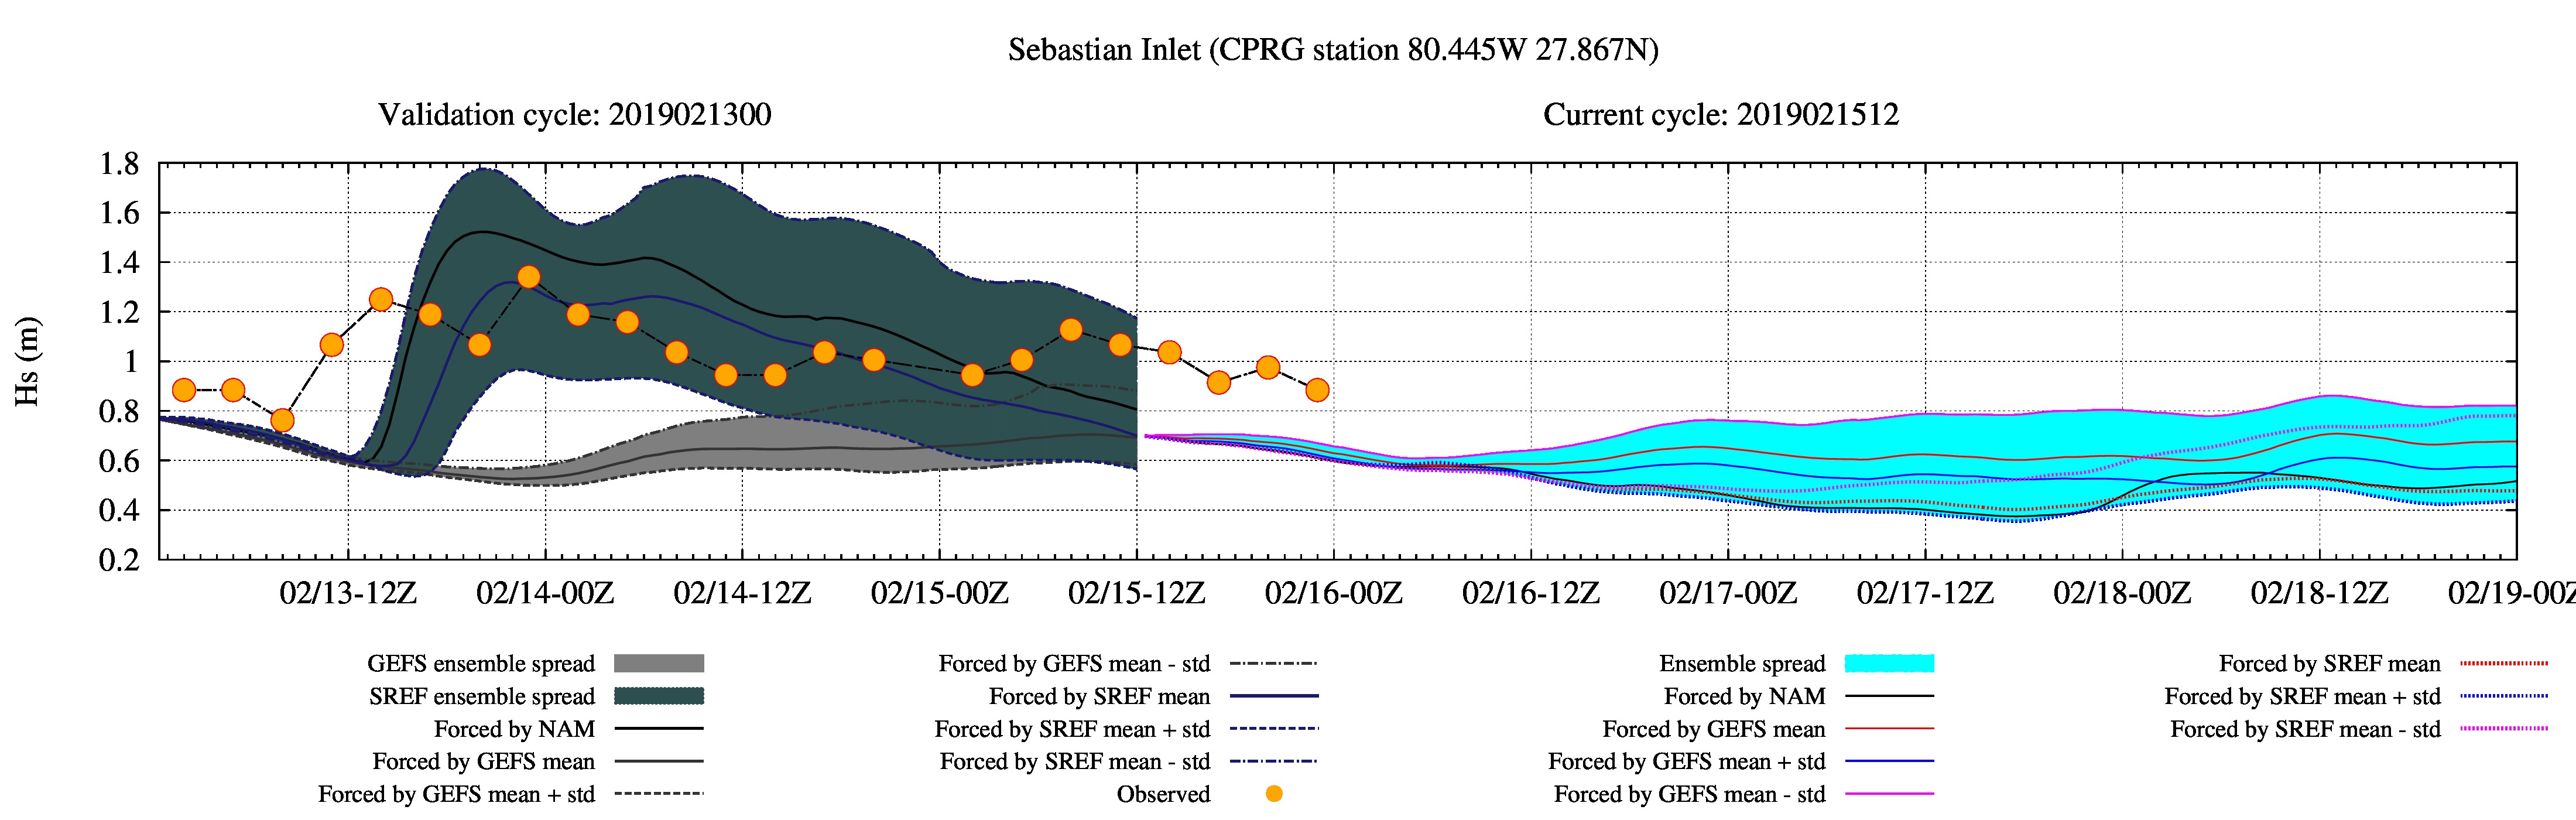 Sebastian Inlet (CPRG station 80.445W 27.867N)
Validation cycle: 2019021300
Current cycle: 2019021512
Hs (m)
1.8
1.6
1.4
1.2
1
0.8
0.6
0.4
0.2
02/13-12Z
02/14-00Z
02/14-12Z
02/15-00Z
02/15-12Z
02/16-00Z
02/16-12Z
02/17-00Z
02/17-12Z
02/18-00Z
02/18-12Z
02/19-00Z
GEFS ensemble spread
SREF ensemble spread
Forced by NAM
Forced by GEFS mean
Forced by GEFS mean + std
Forced by GEFS mean - std
Forced by SREF mean
Forced by SREF mean + std
Forced by SREF mean - std
Observed
Ensemble spread
Forced by NAM
Forced by GEFS mean
Forced by GEFS mean + std
Forced by GEFS mean - std
Forced by SREF mean
Forced by SREF mean + std
Forced by SREF mean - std